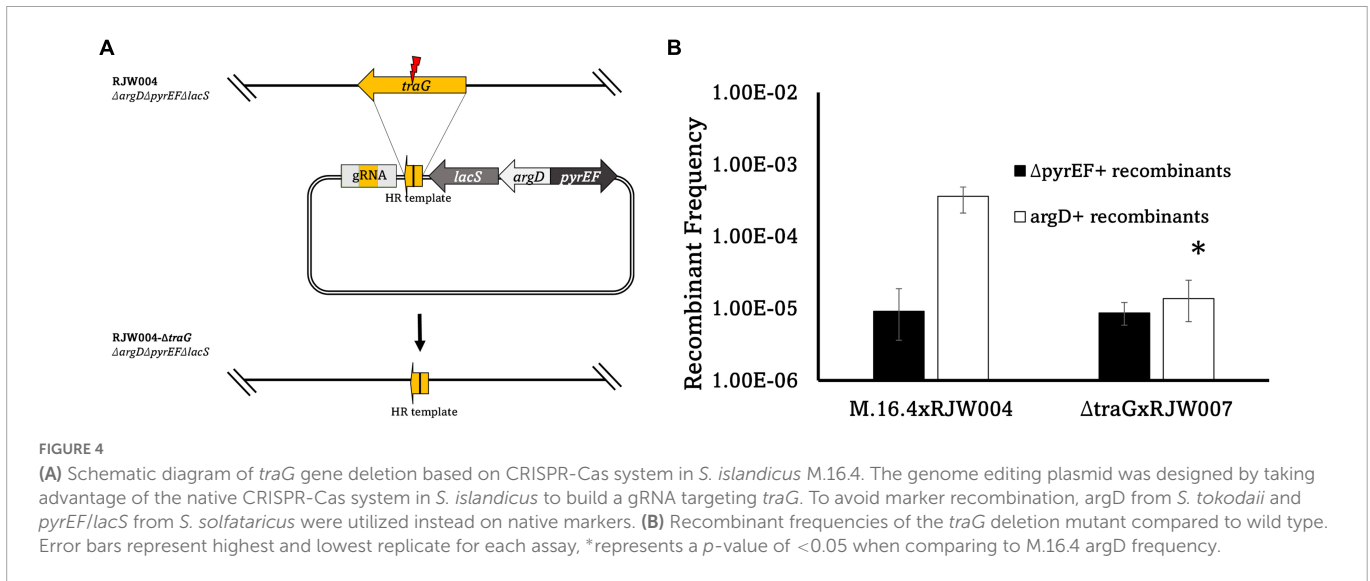 A
RJW004
ΔargDΔpyrEFΔlacS
traG
gRNA
lacS
argD
pyrEF
HR template
RJW004-ΔtraG
ΔargDΔpyrEFΔlacS
HR template
B
Recombinant Frequency
1.00E-02
1.00E-03
1.00E-04
1.00E-05
1.00E-06
ΔpyrEF+ recombinants
argD+ recombinants
*
M.16.4xRJW004
ΔtraGxRJW007
FIGURE 4
(A) Schematic diagram of traG gene deletion based on CRISPR-Cas system in S. islandicus M.16.4. The genome editing plasmid was designed by taking
advantage of the native CRISPR-Cas system in S. islandicus to build a gRNA targeting traG. To avoid marker recombination, argD from S. tokodaii and
pyrEF/lacS from S. solfataricus were utilized instead on native markers. (B) Recombinant frequencies of the traG deletion mutant compared to wild type.
Error bars represent highest and lowest replicate for each assay, *represents a p-value of <0.05 when comparing to M.16.4 argD frequency.